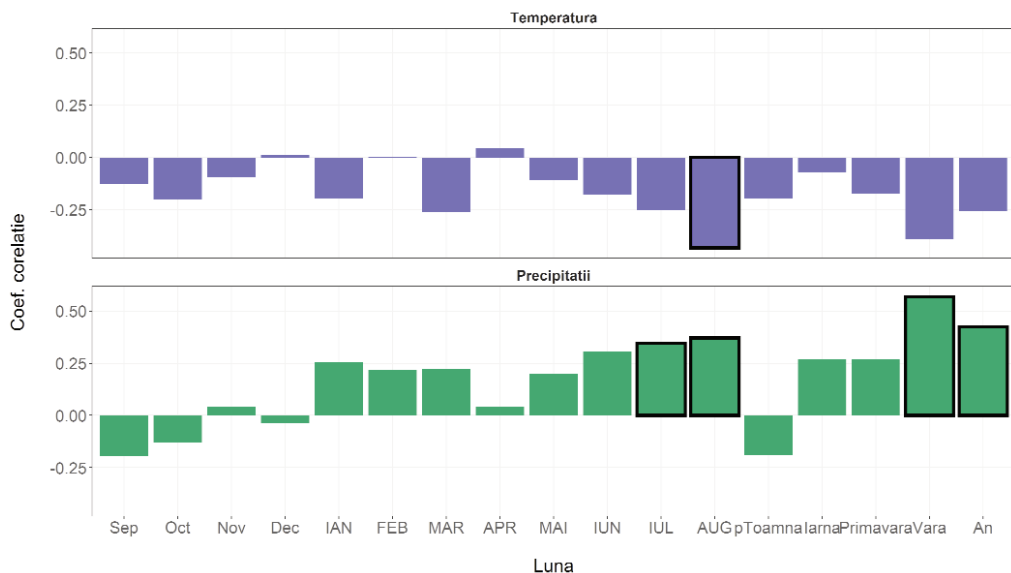 Temperatura
0.50
0.25
0.00
-0.25
Coef. corelatie
Precipitatii
0.50
0.25
0.00
-0.25
Sep Oct Nov Dec IAN FEB MAR APR MAI IUN IUL AUG pToamna Iarna Primavara Vara An
Luna